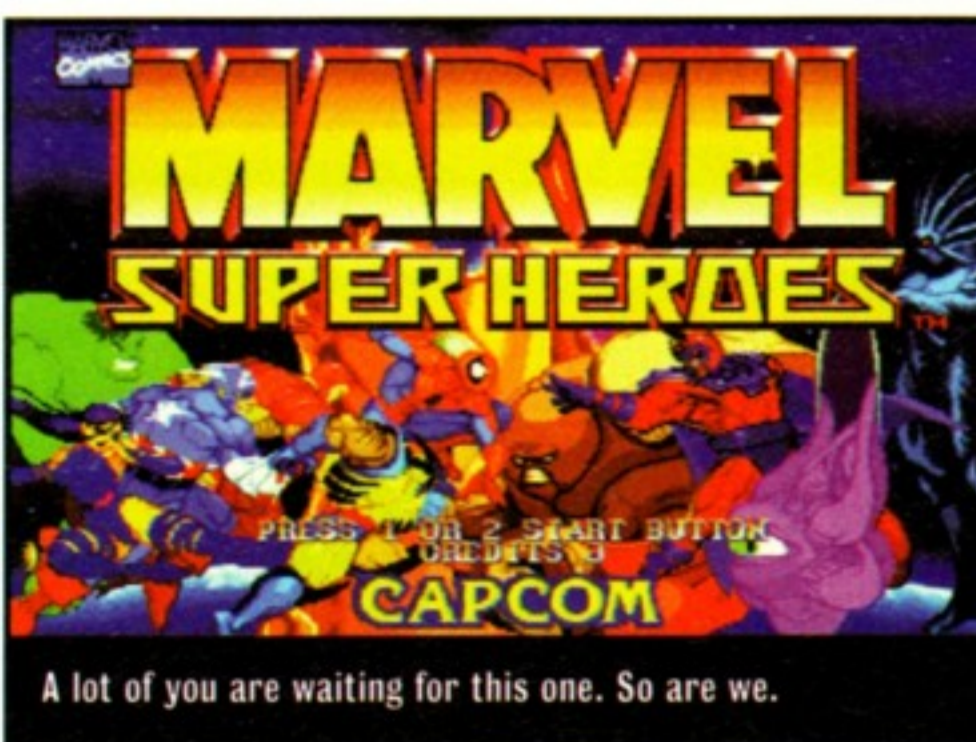 MARVEL
COMICS
MARVEL
SUPER HEROES
TM
PRESS 1 OR 2 START BUTTON
CREDITS 3
CAPCOM
A lot of you are waiting for this one. So are we.